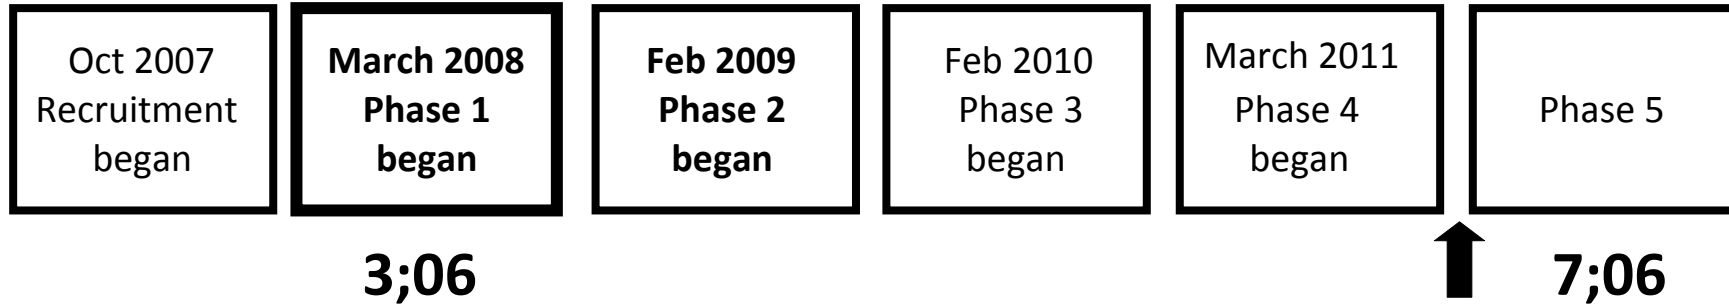 Oct 2007
Recruitment
began
March 2008
Phase 1
began
Feb 2009
Phase 2
began
Feb 2010
Phase 3
began
March 2011
Phase 4
began
Phase 5
3;06
7;06